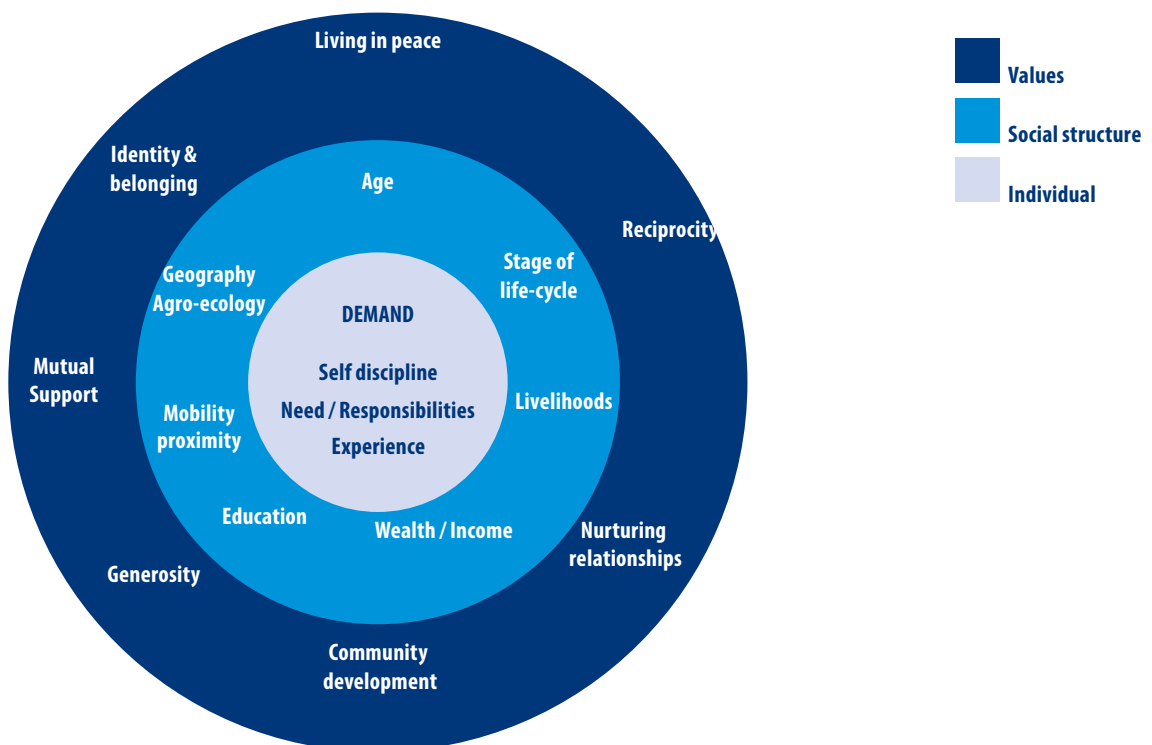 Living in peace
Identity &
belonging
Age
Reciprocity
Stage of
life-cycle
Geography
Agro-ecology
DEMAND
Mutual
Support
Self discipline
Need / Responsibilities
Experience
Livelihoods
Mobility
proximity
Education
Wealth / Income
Nurturing
relationships
Generosity
Community
development
Values
Social structure
Individual